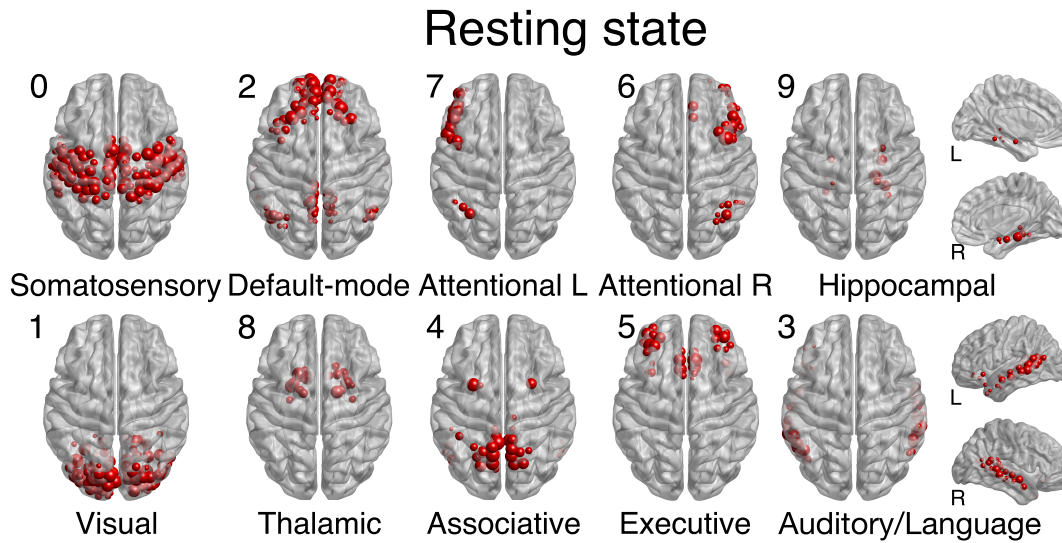 Resting state
0 2 7 6 9
L
R
Somatosensory Default-mode Attentional L Attentional R Hippocampal
1 8 4 5 3
L
R
Visual Thalamic Associative Executive Auditory/Language